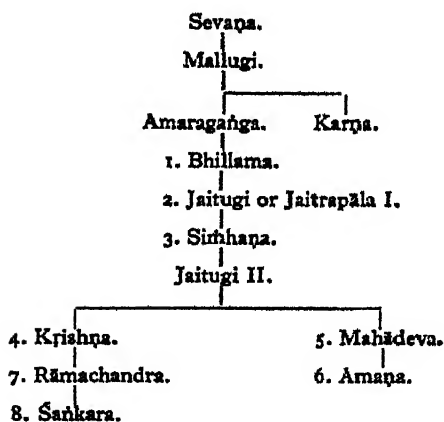 Sevaṇa.
Mallugi.
Amaragaṅga. Karṇa.
1. Bhillama.
2. Jaitugi or Jaitrapāla I.
3. Siṁhaṇa.
Jaitugi II.
4. Kṛishṇa. 5. Mahādeva.
7. Rāmachandra. 6. Amaṇa.
8. Śaṅkara.